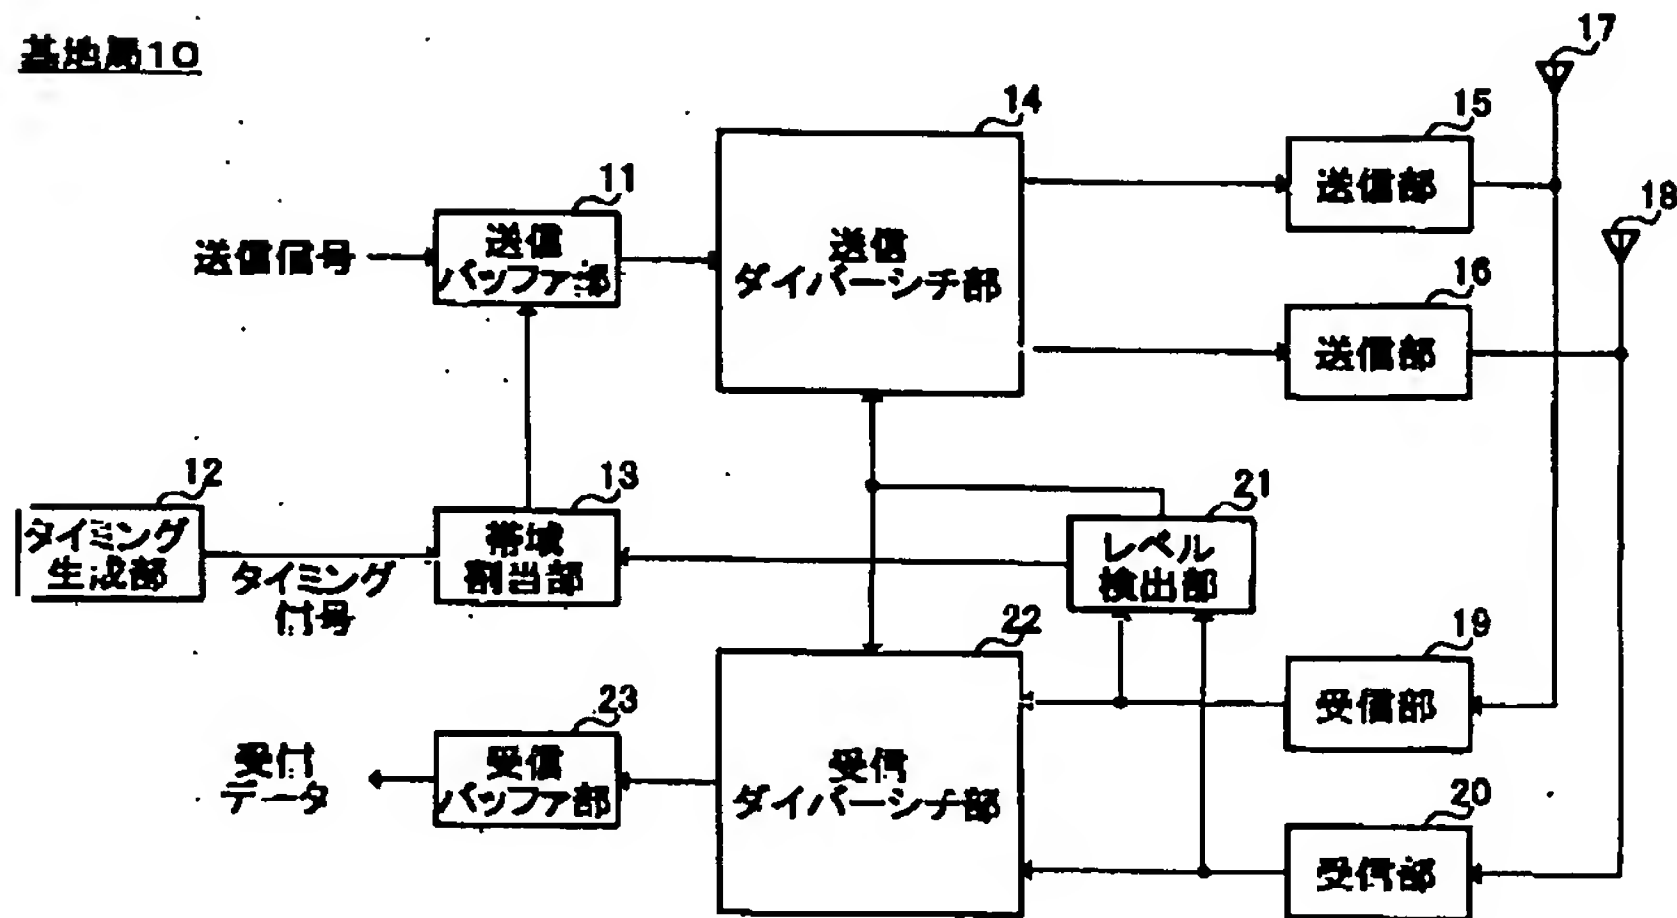 基地局10
17
14
15
送信部
18
11
送信
バッファ部
送信信号
送信
ダイバーシチ部
16
送信部
12
タイミング
生成部
タイミング
信号
13
帯域
割当部
21
レベル
検出部
22
受信
ダイバーシチ部
19
受信部
23
受信
バッファ部
受信
データ
20
受信部